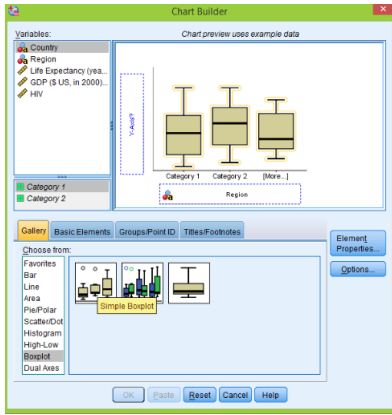 Chart Builder
Variables:
Chart preview uses example data
Country
Region
Life Expectancy (yea...
GDP ($ US, in 2000)...
HIV
Y-Axis?
Category 1 Category 2 [More...]
Region
Category 1
Category 2
Gallery Basic Elements Groups/Point ID Titles/Footnotes
Element
Properties...
Options...
Choose from:
Favorites
Bar
Line
Area
Pie/Polar
Scatter/Dot
Histogram
High-Low
Boxplot
Dual Axes
Simple Boxplot
OK Paste Reset Cancel Help